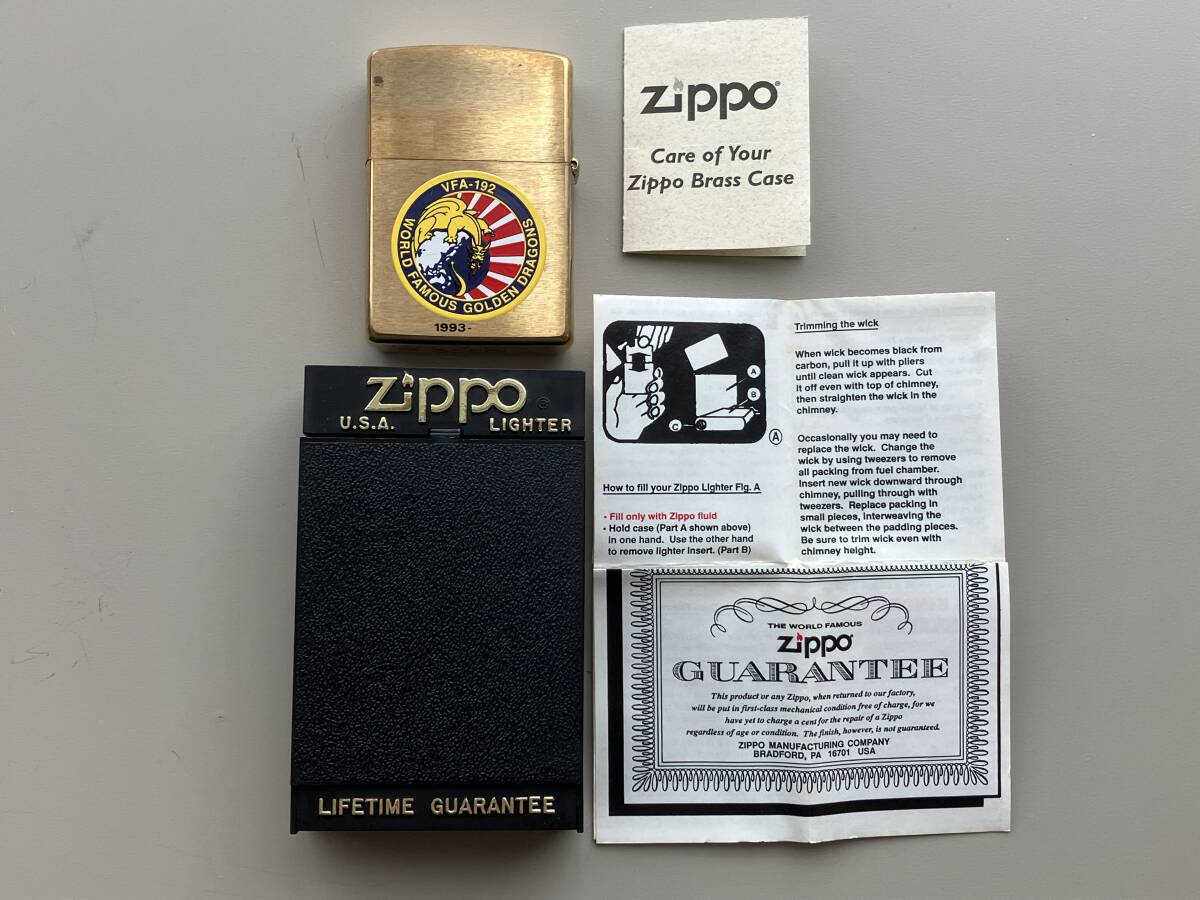 VFA-192
WORLD FAMOUS GOLDEN DRAGONS
1993-
Zippo®
Care of Your
Zippo Brass Case
Zippo
U.S.A. LIGHTER
LIFETIME GUARANTEE
A
B
C
A
How to fill your Zippo Lighter Fig. A
• Fill only with Zippo fluid
• Hold case (Part A shown above)
in one hand. Use the other hand
to remove lighter insert. (Part B)
Trimming the wick
When wick becomes black from
carbon, pull it up with pliers
until clean wick appears. Cut
it off even with top of chimney,
then straighten the wick in the
chimney.
Occasionally you may need to
replace the wick. Change the
wick by using tweezers to remove
all packing from fuel chamber.
Insert new wick downward through
chimney, pulling through with
tweezers. Replace packing in
small pieces, interweaving the
wick between the padding pieces.
Be sure to trim wick even with
chimney height.
THE WORLD FAMOUS
Zippo®
GUARANTEE
This product or any Zippo, when returned to our factory,
will be put in first-class mechanical condition free of charge, for we
have yet to charge a cent for the repair of a Zippo
regardless of age or condition. The finish, however, is not guaranteed.
ZIPPO MANUFACTURING COMPANY
BRADFORD, PA 16701 USA